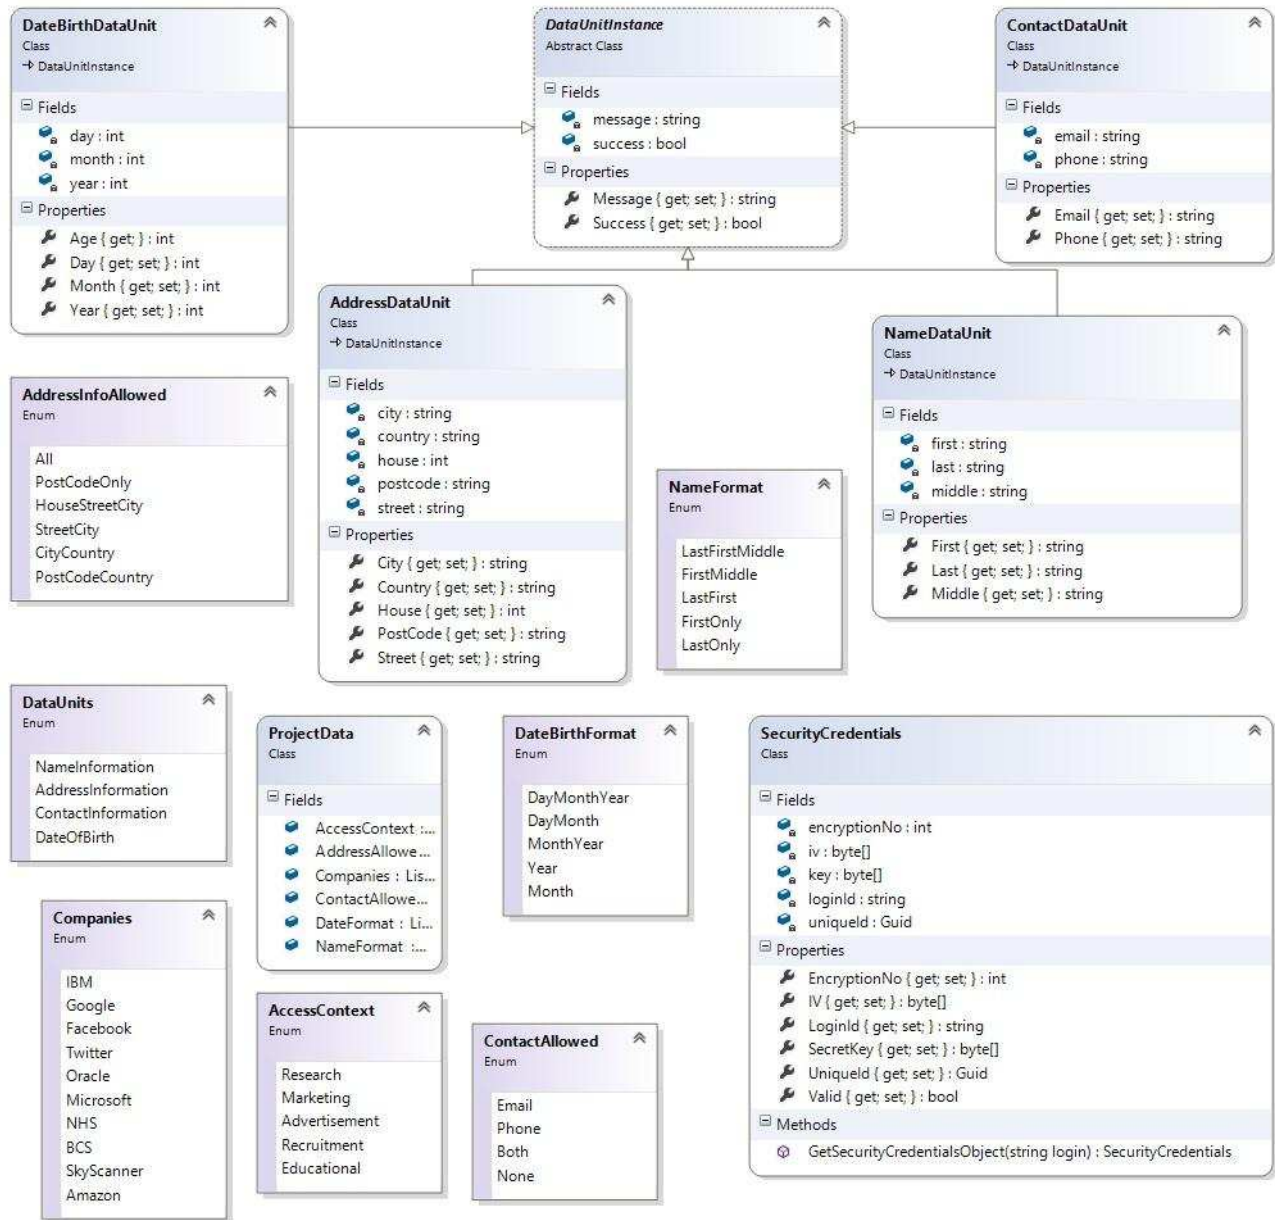 DateBirthDataUnit
Class
DataUnitInstance
Fields
day : int
month : int
year : int
Properties
Age { get; } : int
Day { get; set; } : int
Month { get; set; } : int
Year { get; set; } : int
DataUnitInstance
Abstract Class
Fields
message : string
success : bool
Properties
Message { get; set; } : string
Success { get; set; } : bool
ContactDataUnit
Class
DataUnitInstance
Fields
email : string
phone : string
Properties
Email { get; set; } : string
Phone { get; set; } : string
AddressInfoAllowed
Enum
All
PostCodeOnly
HouseStreetCity
StreetCity
CityCountry
PostCodeCountry
AddressDataUnit
Class
DataUnitInstance
Fields
city : string
country : string
house : int
postcode : string
street : string
Properties
City { get; set; } : string
Country { get; set; } : string
House { get; set; } : int
PostCode { get; set; } : string
Street { get; set; } : string
NameFormat
Enum
LastFirstMiddle
FirstMiddle
LastFirst
FirstOnly
LastOnly
NameDataUnit
Class
DataUnitInstance
Fields
first : string
last : string
middle : string
Properties
First { get; set; } : string
Last { get; set; } : string
Middle { get; set; } : string
DataUnits
Enum
NameInformation
AddressInformation
ContactInformation
DateOfBirth
ProjectData
Class
Fields
AccessContext :...
AddressAllowe...
Companies : Lis...
ContactAllowe...
DateFormat : Li...
NameFormat :...
DateBirthFormat
Enum
DayMonthYear
DayMonth
MonthYear
Year
Month
SecurityCredentials
Class
Fields
encryptionNo : int
iv : byte[]
key : byte[]
loginId : string
uniqueId : Guid
Properties
EncryptionNo { get; set; } : int
IV { get; set; } : byte[]
LoginId { get; set; } : string
SecretKey { get; set; } : byte[]
UniqueId { get; set; } : Guid
Valid { get; set; } : bool
Methods
GetSecurityCredentialsObject(string login) : SecurityCredentials
Companies
Enum
IBM
Google
Facebook
Twitter
Oracle
Microsoft
NHS
BCS
SkyScanner
Amazon
AccessContext
Enum
Research
Marketing
Advertisement
Recruitment
Educational
ContactAllowed
Enum
Email
Phone
Both
None